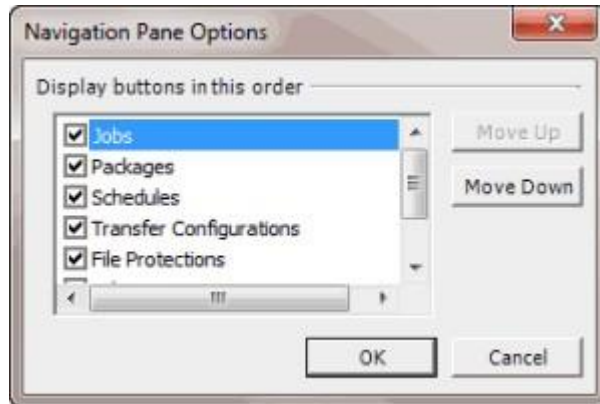 Navigation Pane Options
Display buttons in this order
Jobs
Move Up
Packages
Move Down
Schedules
Transfer Configurations
File Protections
OK
Cancel